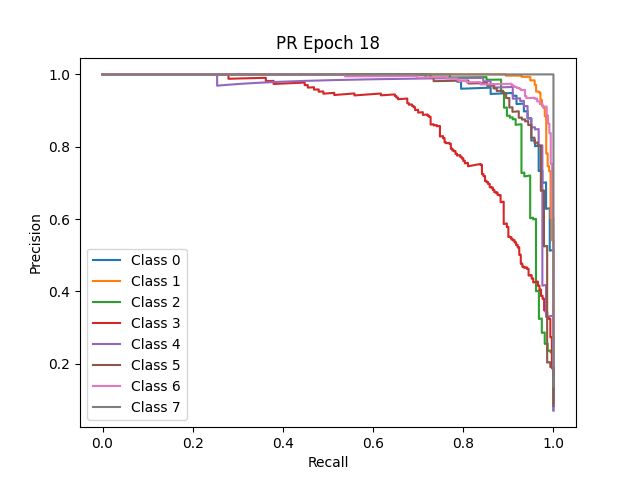 PR Epoch 18
1.0
0.8
0.6
0.4
0.2
Precision
Class 0
Class 1
Class 2
Class 3
Class 4
Class 5
Class 6
Class 7
0.0 0.2 0.4 0.6 0.8 1.0
Recall